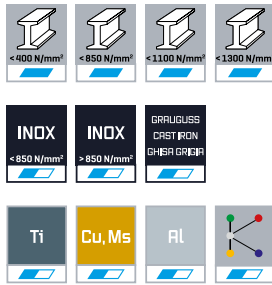 <400 N/mm² <850 N/mm² <1100 N/mm² <1300 N/mm²
INOX INOX GRAUGUSS
CAST IRON
GHISA GRIGIA
<850 N/mm² >850 N/mm²
Ti Cu,Ms Al